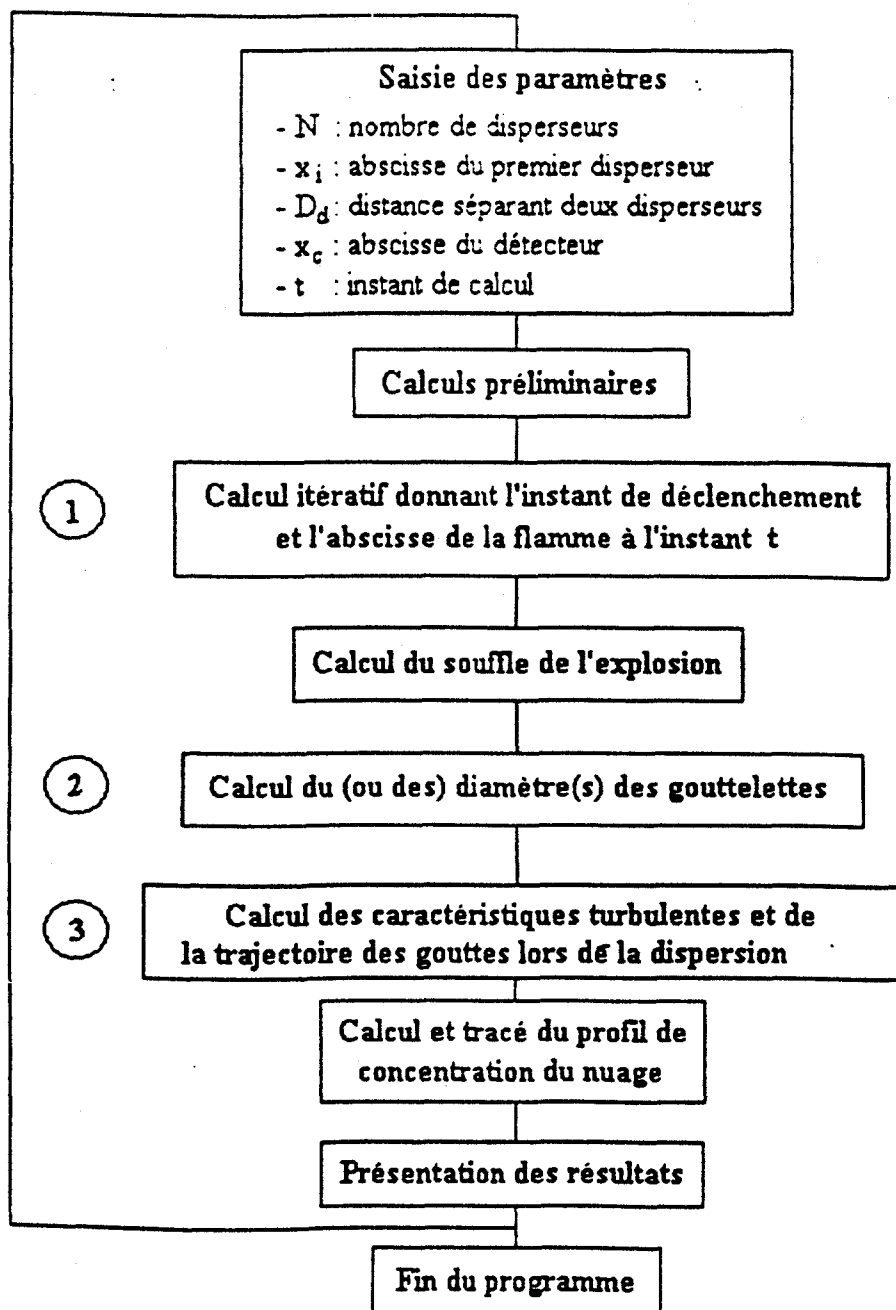 Saisie des paramètres
- N : nombre de disperseurs
- xi : abscisse du premier disperseur
- Dd : distance séparant deux disperseurs
- xc : abscisse du détecteur
- t : instant de calcul
Calculs préliminaires
1
Calcul itératif donnant l'instant de déclenchement
et l'abscisse de la flamme à l'instant t
Calcul du souffle de l'explosion
2
Calcul du (ou des) diamètre(s) des gouttelettes
3
Calcul des caractéristiques turbulentes et de
la trajectoire des gouttes lors de la dispersion
Calcul et tracé du profil de
concentration du nuage
Présentation des résultats
Fin du programme